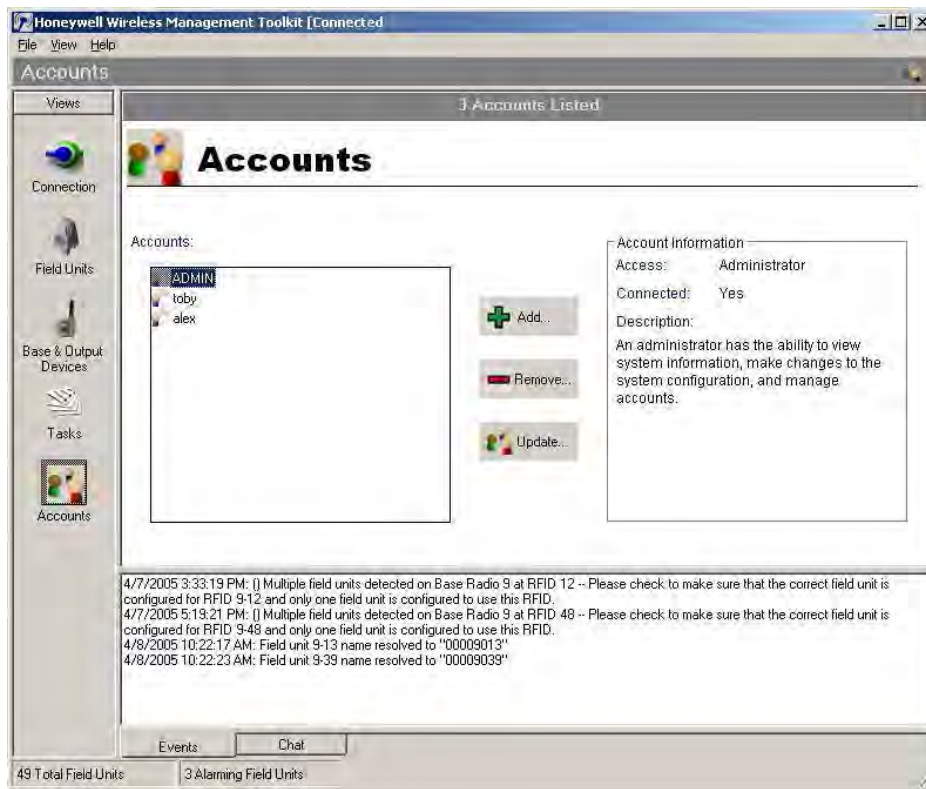 Honeywell Wireless Management Toolkit [Connected
File View Help
Accounts
Views
3 Accounts Listed
Connection
Field Units
Base & Output
Devices
Tasks
Accounts
Accounts
Accounts:
ADMIN
toby
alex
Add...
Remove...
Update...
Account Information
Access: Administrator
Connected: Yes
Description:
An administrator has the ability to view
system information, make changes to the
system configuration, and manage
accounts.
4/7/2005 3:33:19 PM: () Multiple field units detected on Base Radio 9 at RFID 12 -- Please check to make sure that the correct field unit is
configured for RFID 9-12 and only one field unit is configured to use this RFID.
4/7/2005 5:19:21 PM: () Multiple field units detected on Base Radio 9 at RFID 48 -- Please check to make sure that the correct field unit is
configured for RFID 9-48 and only one field unit is configured to use this RFID.
4/8/2005 10:22:17 AM: Field unit 9-13 name resolved to "00009013"
4/8/2005 10:22:23 AM: Field unit 9-39 name resolved to "00009039"
Events Chat
49 Total Field Units 3 Alarming Field Units